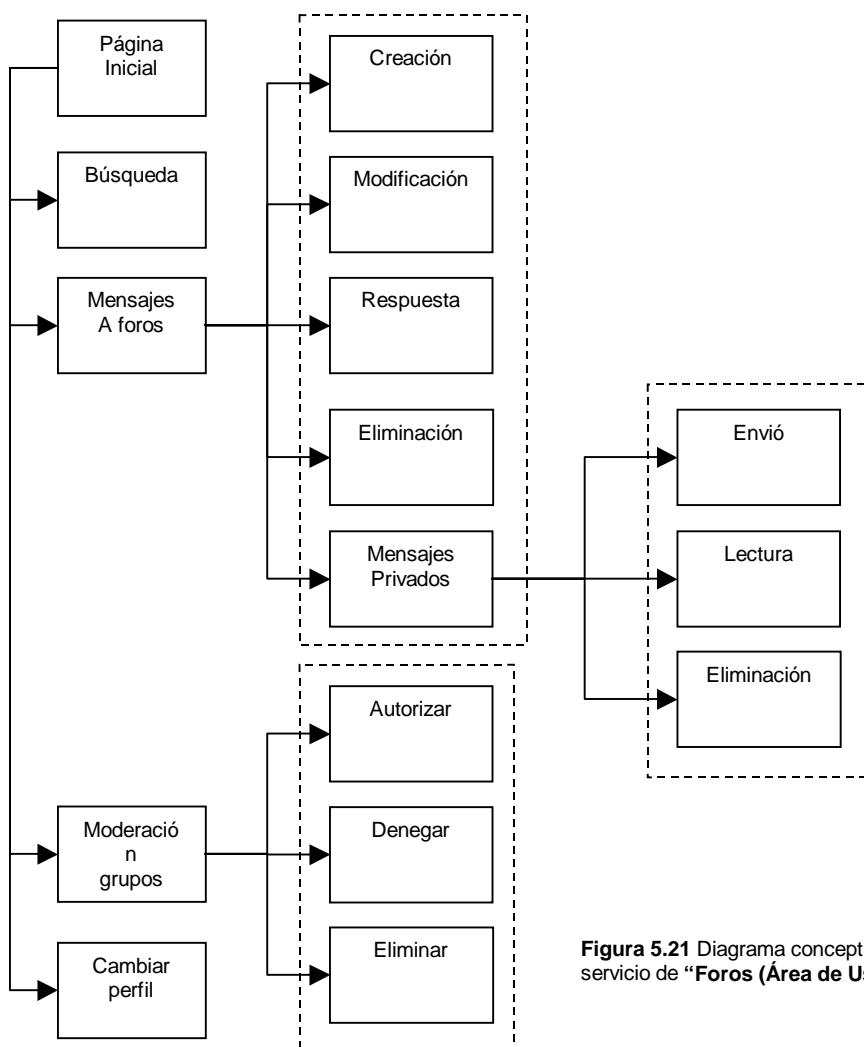 Página
Inicial
Búsqueda
Mensajes
A foros
Moderació
n
grupos
Cambiar
perfil
Creación
Modificación
Respuesta
Eliminación
Mensajes
Privados
Autorizar
Denegar
Eliminar
Envió
Lectura
Eliminación
Figura 5.21 Diagrama concept
servicio de “Foros (Área de Us